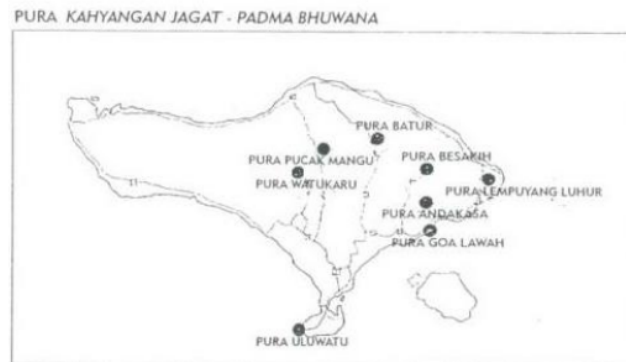 PURA KAHYANGAN JAGAT - PADMA BHUWANA
PURA BATUR
PURA PUCAK MANGU
PURA BESAKIH
PURA WATUKARU
PURA LEMPUYANG LUHUR
PURA ANDAKASA
PURA GOA LAWAH
PURA ULUWATU